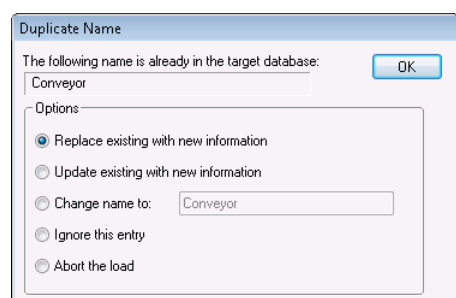 Duplicate Name
The following name is already in the target database:
OK
Conveyor
Options
Replace existing with new information
Update existing with new information
Change name to: Conveyor
Ignore this entry
Abort the load